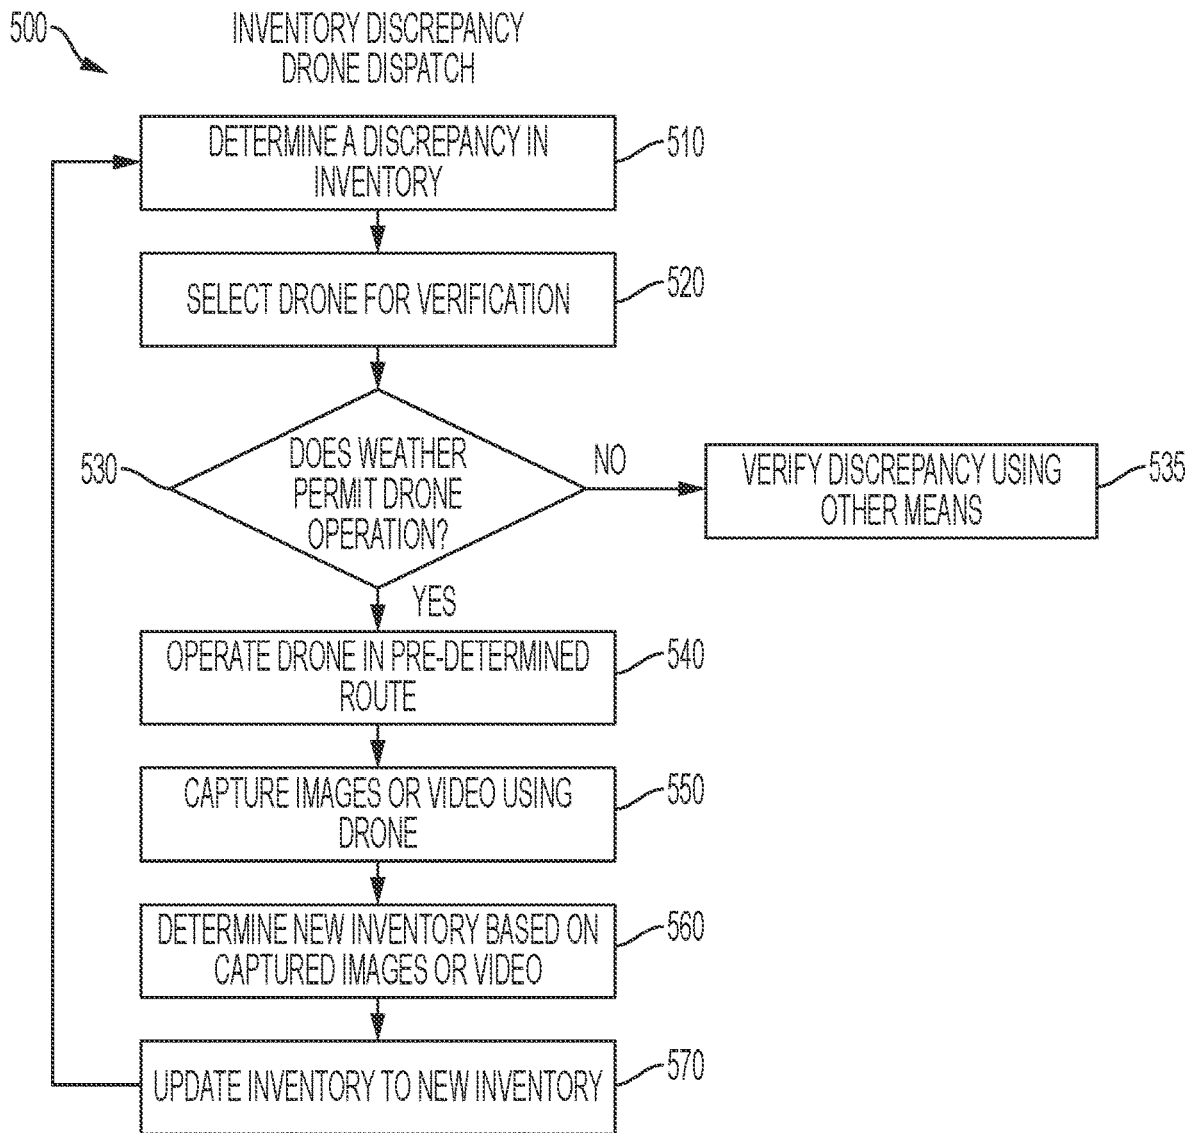 500
INVENTORY DISCREPANCY
DRONE DISPATCH
DETERMINE A DISCREPANCY IN
INVENTORY
510
SELECT DRONE FOR VERIFICATION
520
530
DOES WEATHER
PERMIT DRONE
OPERATION?
NO
VERIFY DISCREPANCY USING
OTHER MEANS
535
YES
OPERATE DRONE IN PRE-DETERMINED
ROUTE
540
CAPTURE IMAGES OR VIDEO USING
DRONE
550
DETERMINE NEW INVENTORY BASED ON
CAPTURED IMAGES OR VIDEO
560
UPDATE INVENTORY TO NEW INVENTORY
570